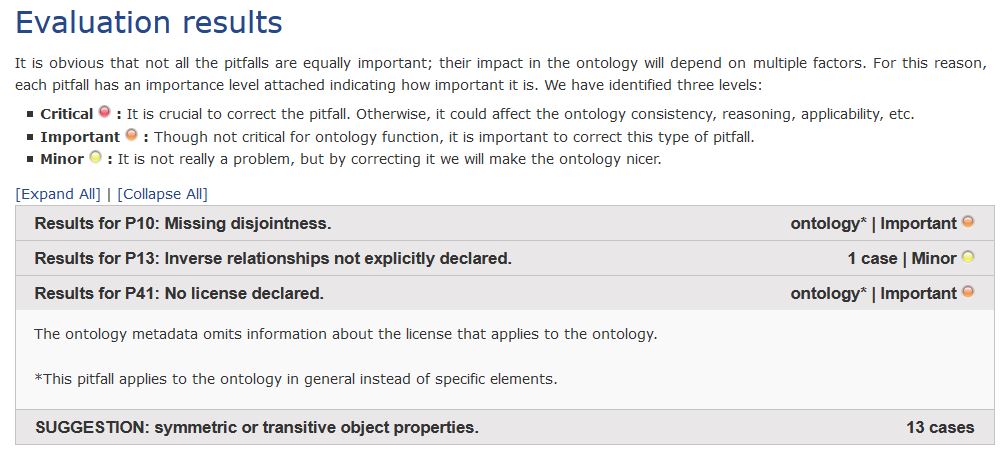 Evaluation results
It is obvious that not all the pitfalls are equally important; their impact in the ontology will depend on multiple factors. For this reason,
each pitfall has an importance level attached indicating how important it is. We have identified three levels:
Critical : It is crucial to correct the pitfall. Otherwise, it could affect the ontology consistency, reasoning, applicability, etc.
Important : Though not critical for ontology function, it is important to correct this type of pitfall.
Minor : It is not really a problem, but by correcting it we will make the ontology nicer.
[Expand All] | [Collapse All]
Results for P10: Missing disjointness. ontology* | Important
Results for P13: Inverse relationships not explicitly declared. 1 case | Minor
Results for P41: No license declared. ontology* | Important
The ontology metadata omits information about the license that applies to the ontology.
*This pitfall applies to the ontology in general instead of specific elements.
SUGGESTION: symmetric or transitive object properties. 13 cases